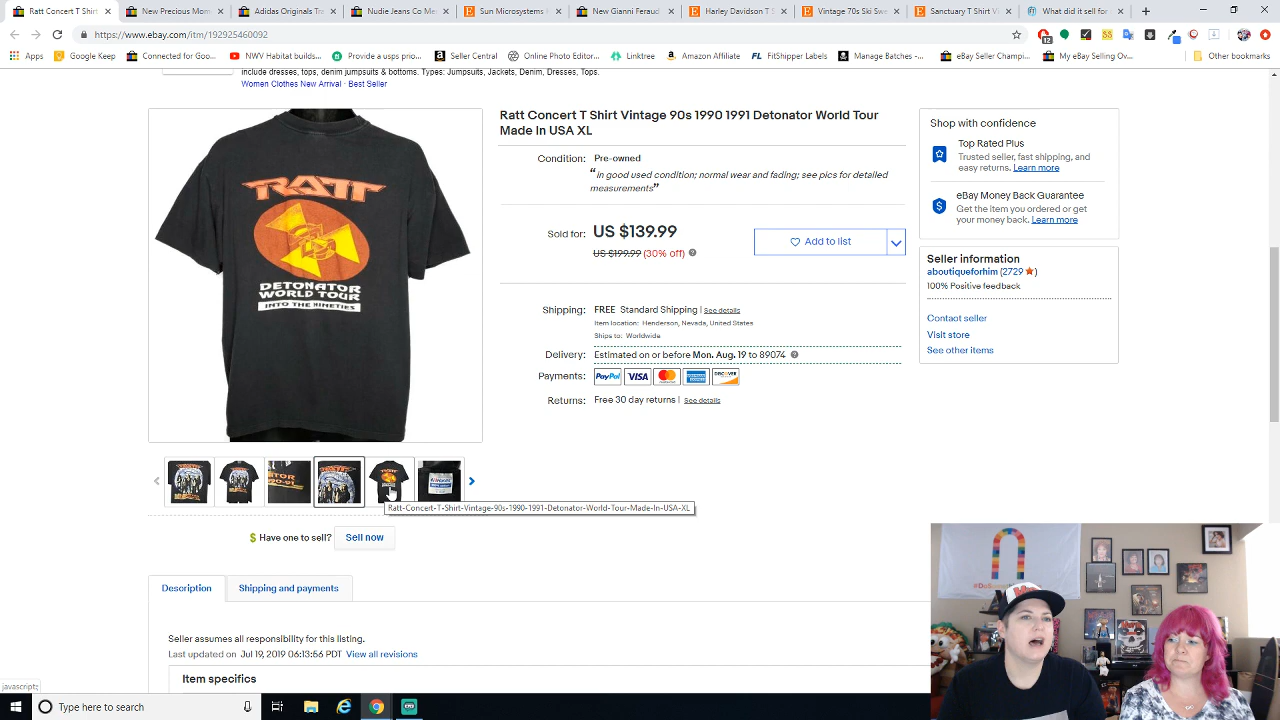 Ratt Concert T Shirt
New Precious Mom
Adidas Originals Tra
Nudie Jeans Co Me
Sun Microsystems
New Gianni Feraud
Harley Davidson T S
Vintage 70s Ski Swe
Sanctuary T Shirt Vi
What did it sell for
https://www.ebay.com/itm/192925460092
12
Apps
Google Keep
Connected for Goo...
NWV Habitat builds...
Provide a usps prio...
Seller Central
Online Photo Editor...
Linktree
Amazon Affiliate
FitShipper Labels
Manage Batches -...
eBay Seller Champi...
My eBay Selling Ov...
Other bookmarks
include dresses, tops, denim jumpsuits & bottoms. Types: Jumpsuits, Jackets, Denim, Dresses, Tops.
Women Clothes New Arrival · Best Seller
RATT
DETONATOR
WORLD TOUR
INTO THE NINETIES
Ratt Concert T Shirt Vintage 90s 1990 1991 Detonator World Tour
Made In USA XL
Condition: Pre-owned
“In good used condition; normal wear and fading; see pics for detailed
measurements”
Sold for: US $139.99
US $199.99 (30% off)
Add to list
Shipping: FREE Standard Shipping | See details
Item location: Henderson, Nevada, United States
Ships to: Worldwide
Delivery: Estimated on or before Mon. Aug. 19 to 89074
Payments: PayPal VISA MasterCard DISCOVER
Returns: Free 30 day returns | See details
Shop with confidence
Top Rated Plus
Trusted seller, fast shipping, and
easy returns. Learn more
eBay Money Back Guarantee
Get the item you ordered or get
your money back. Learn more
Seller information
aboutiqueforhim (2729 )
100% Positive feedback
Contact seller
Visit store
See other items
Ratt-Concert-T-Shirt-Vintage-90s-1990-1991-Detonator-World-Tour-Made-In-USA-XL
$ Have one to sell? Sell now
Description
Shipping and payments
Seller assumes all responsibility for this listing.
Last updated on Jul 19, 2019 06:13:56 PDT View all revisions
Item specifics
javascript:;
Type here to search